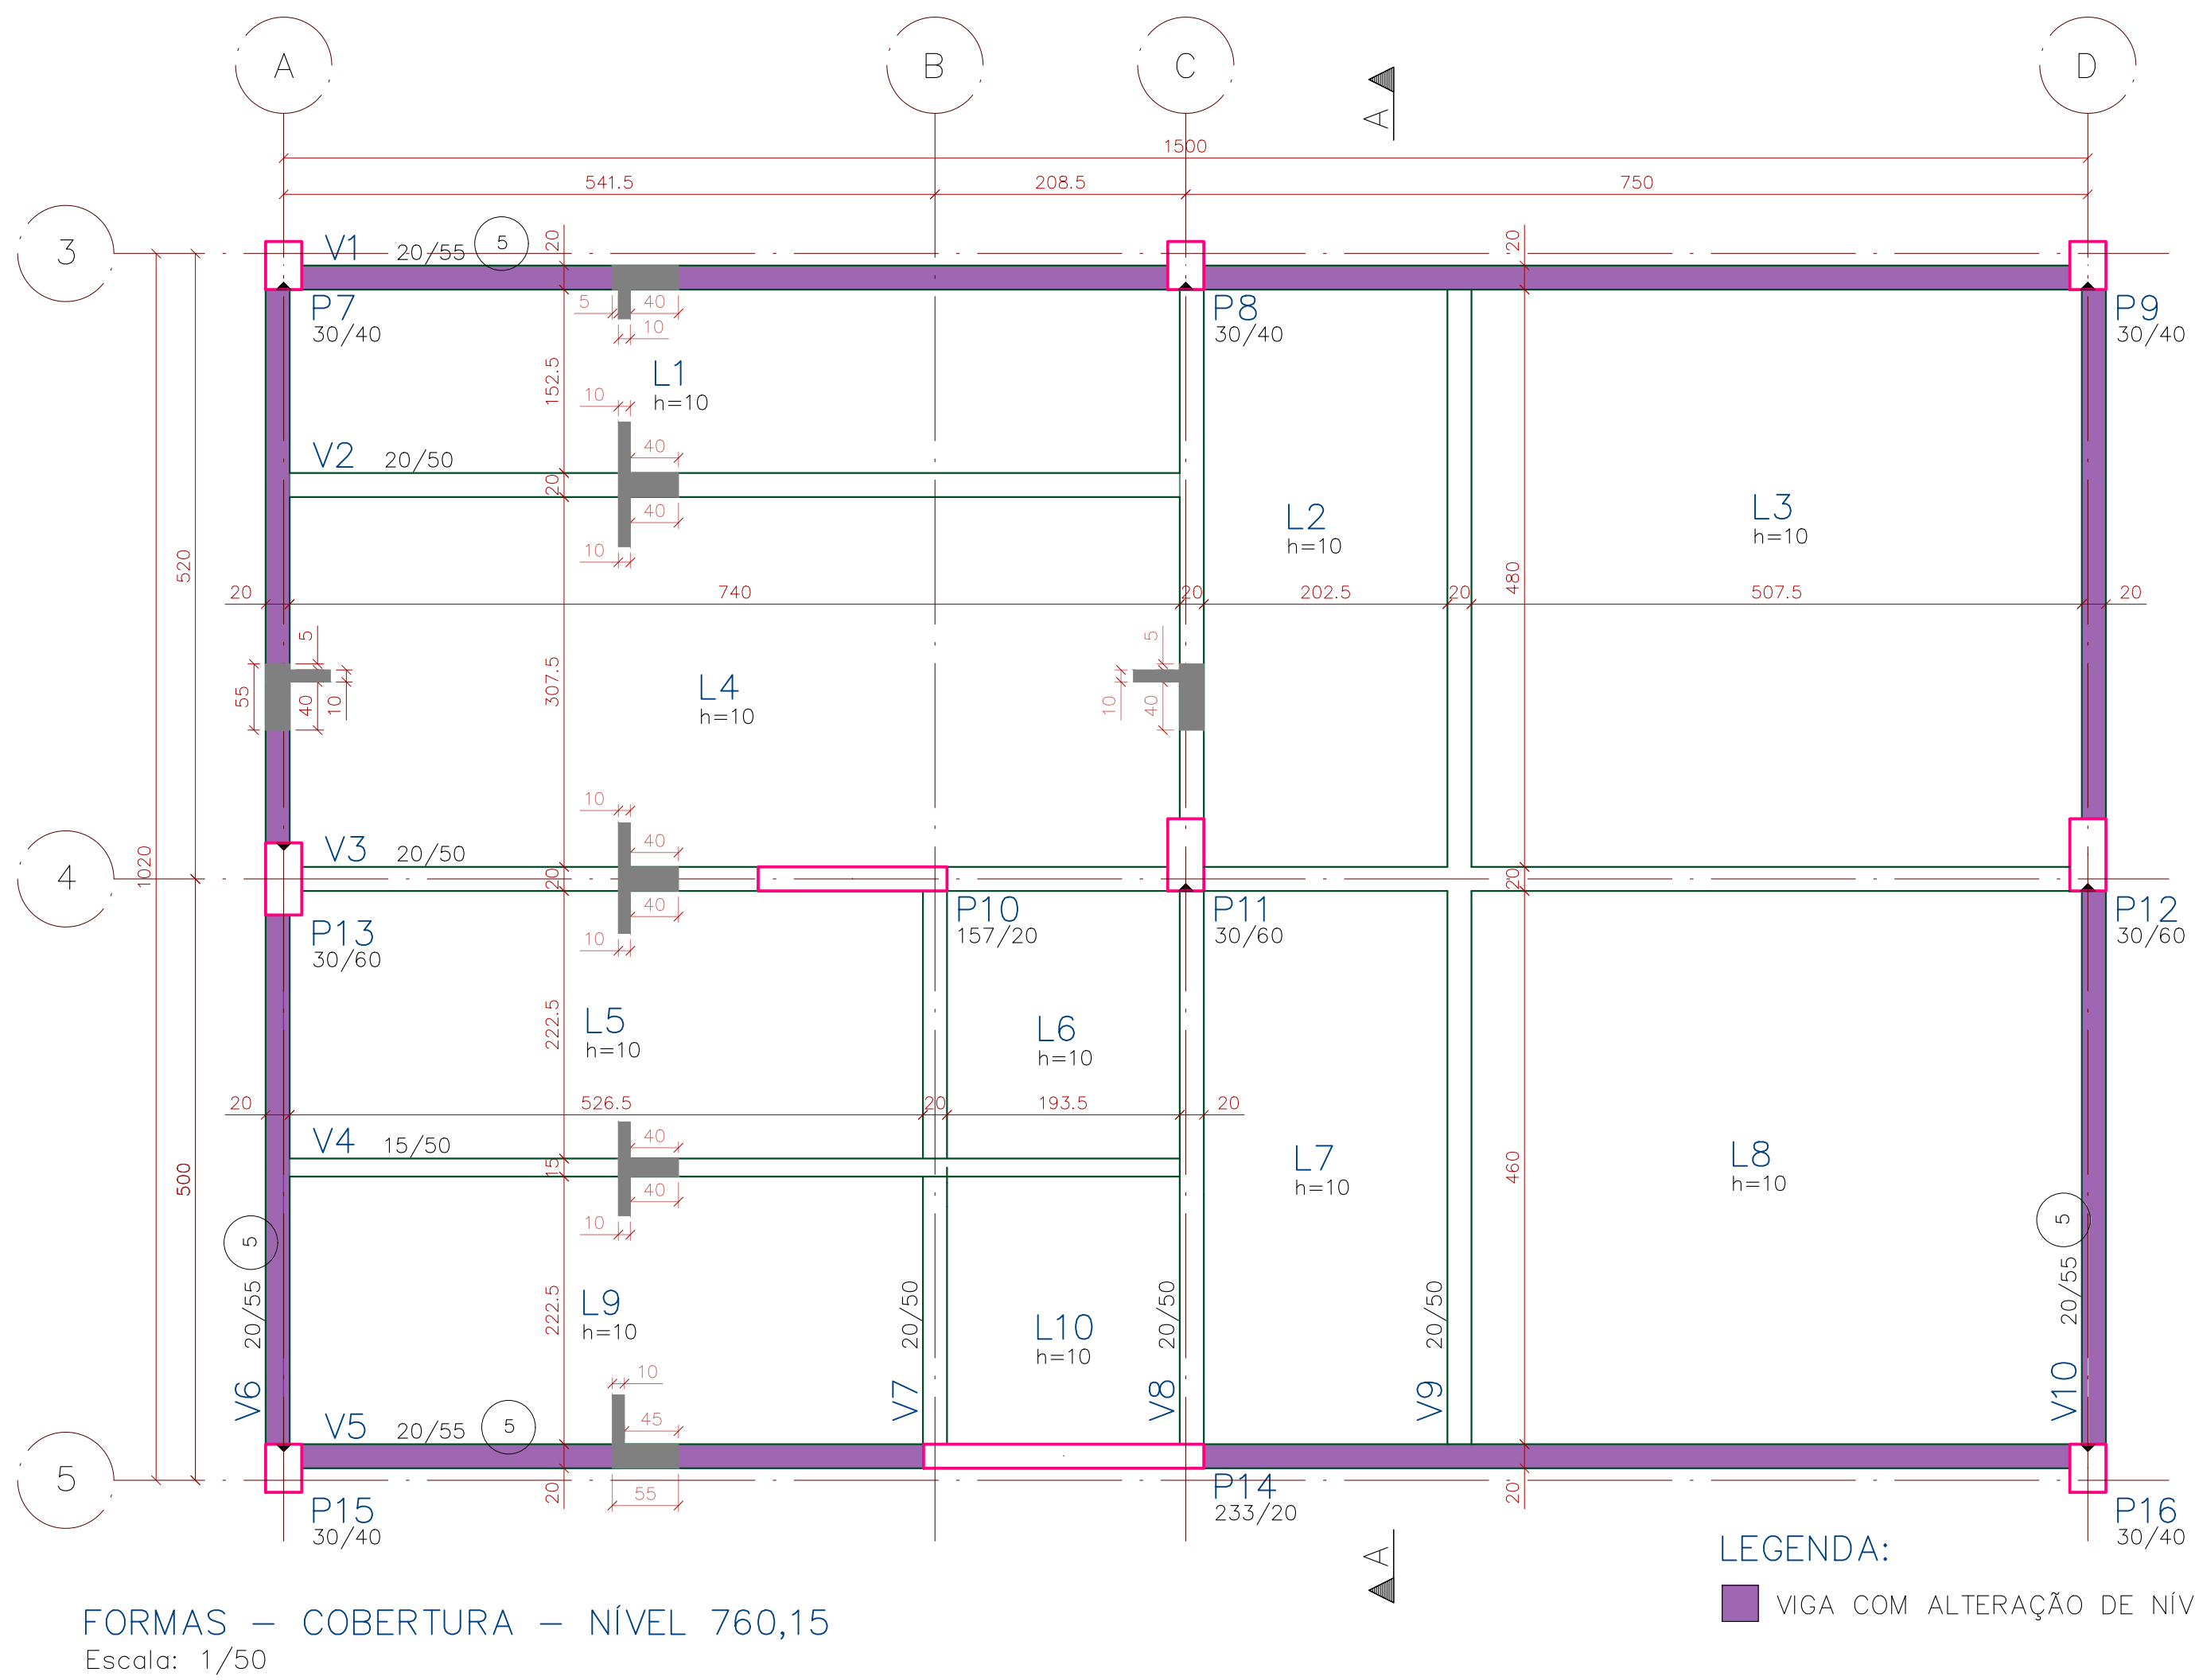 A
B
C
D
A
1500
541.5
208.5
750
3
V1
20/55
5
20
20
P7
30/40
5
40
10
P8
30/40
P9
30/40
152.5
L1
h=10
10
40
V2
20/50
20
40
10
520
L2
h=10
L3
h=10
480
20
740
20
202.5
20
507.5
20
5
55
40
10
307.5
L4
h=10
5
10
40
10
1020
V3
20/50
40
4
20
20
40
10
P13
30/60
P10
157/20
P11
30/60
P12
30/60
222.5
L5
h=10
L6
h=10
20
526.5
20
193.5
20
V4
15/50
40
15
40
10
500
L7
h=10
460
L8
h=10
5
5
20/55
V6
222.5
L9
h=10
20/50
V7
L10
h=10
20/50
V8
20/50
V9
20/55
V10
10
45
V5
20/55
5
5
20
55
20
P15
30/40
P14
233/20
P16
30/40
A
LEGENDA:
VIGA COM ALTERAÇÃO DE NÍV
FORMAS – COBERTURA – NÍVEL 760,15
Escala: 1/50